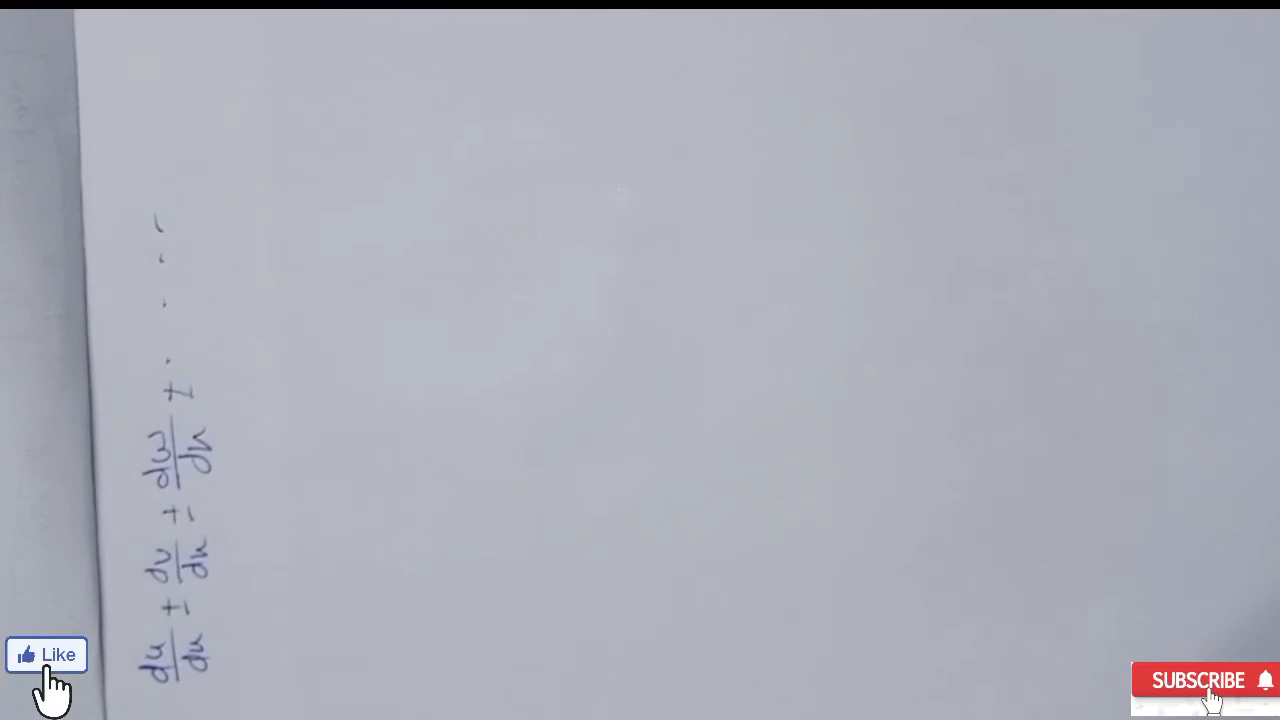 du/dx ± dv/dx ± dw/dx ± . . . .
Like
SUBSCRIBE